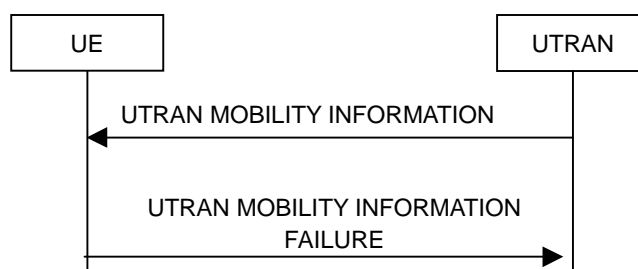 UE
UTRAN
UTRAN MOBILITY INFORMATION
UTRAN MOBILITY INFORMATION
FAILURE